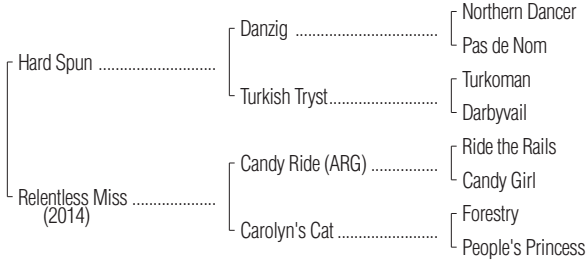 Northern Dancer
Danzig ................................
Pas de Nom
Hard Spun ..........................
Turkoman
Turkish Tryst........................
Darbyvail
Ride the Rails
Candy Ride (ARG) ...............
Candy Girl
Relentless Miss ..................
(2014)
Forestry
Carolyn's Cat ......................
People's Princess